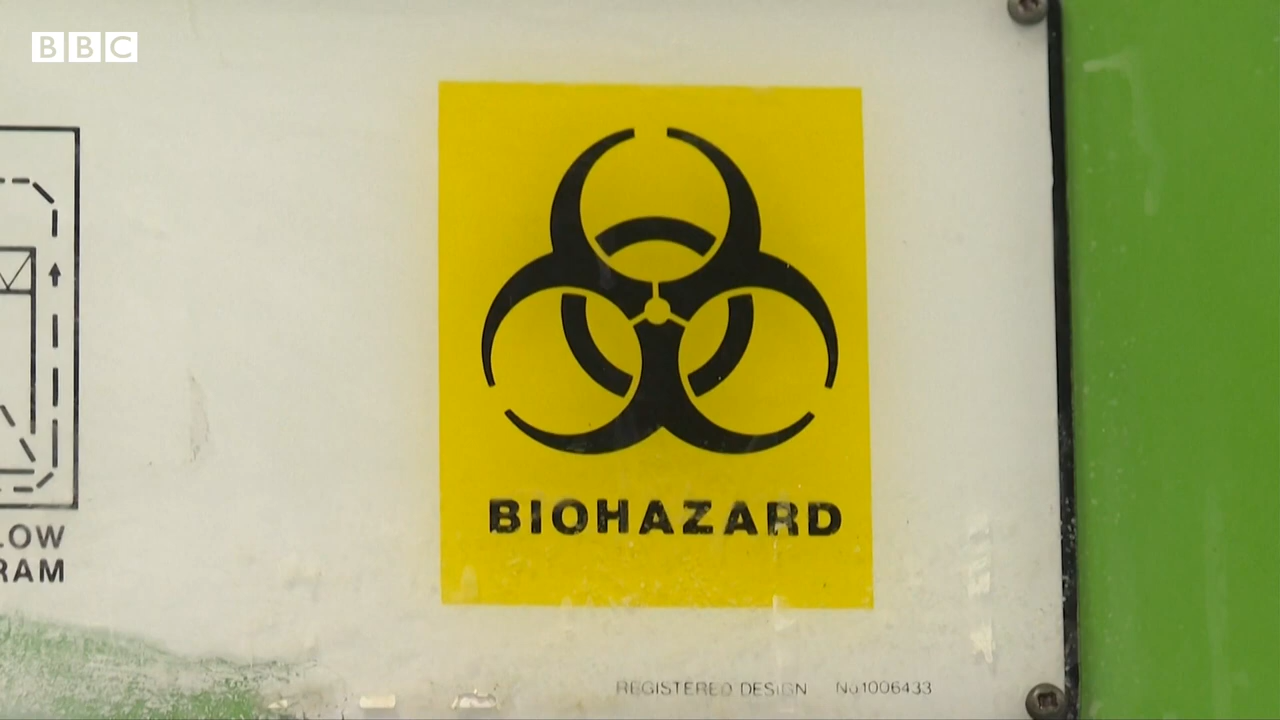 BBC
BIOHAZARD
LOW
RAM
REGISTERED DESIGN No1006433